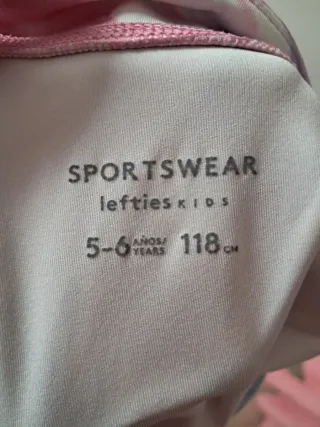 SPORTSWEAR
lefties KIDS
5-6 AÑOS/ YEARS 118 CM